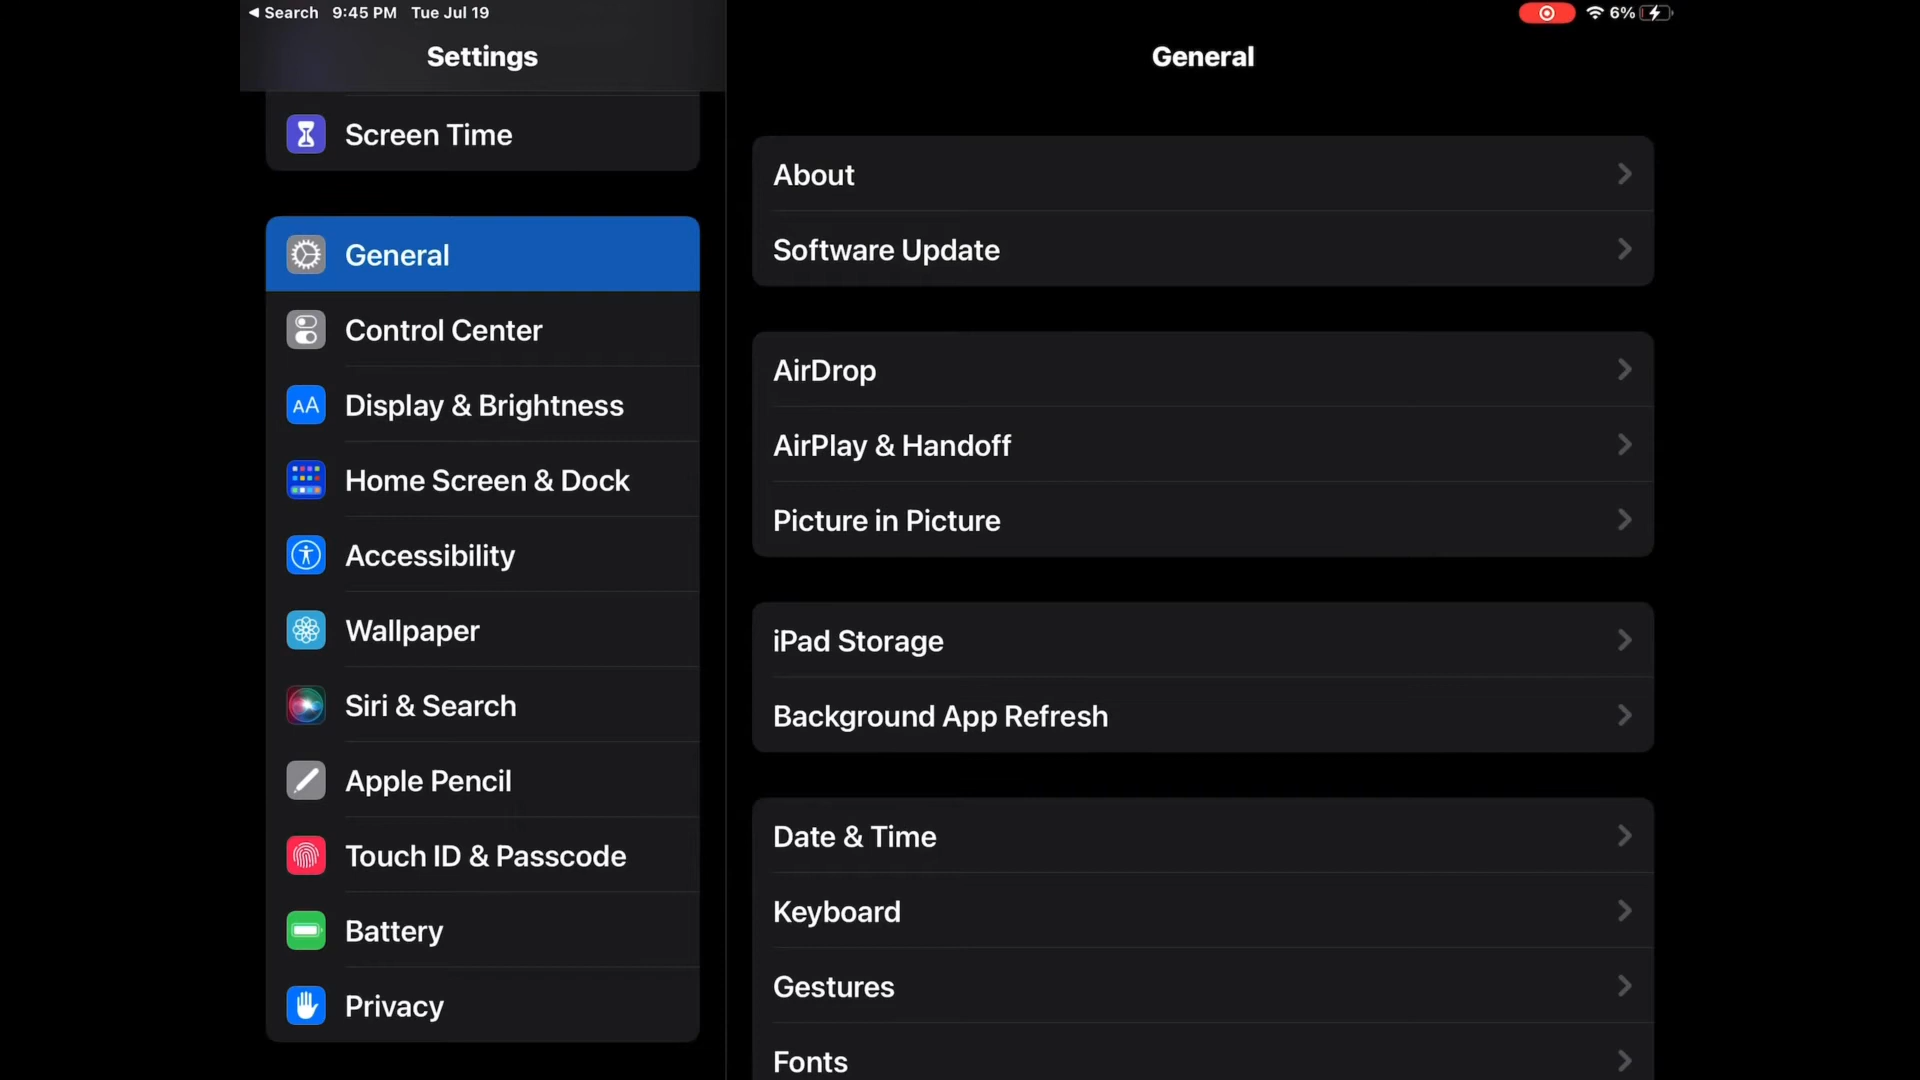 ◀ Search 9:45 PM Tue Jul 19
6%
Settings
Screen Time
General
Control Center
AA Display & Brightness
Home Screen & Dock
Accessibility
Wallpaper
Siri & Search
Apple Pencil
Touch ID & Passcode
Battery
Privacy
General
About
Software Update
AirDrop
AirPlay & Handoff
Picture in Picture
iPad Storage
Background App Refresh
Date & Time
Keyboard
Gestures
Fonts